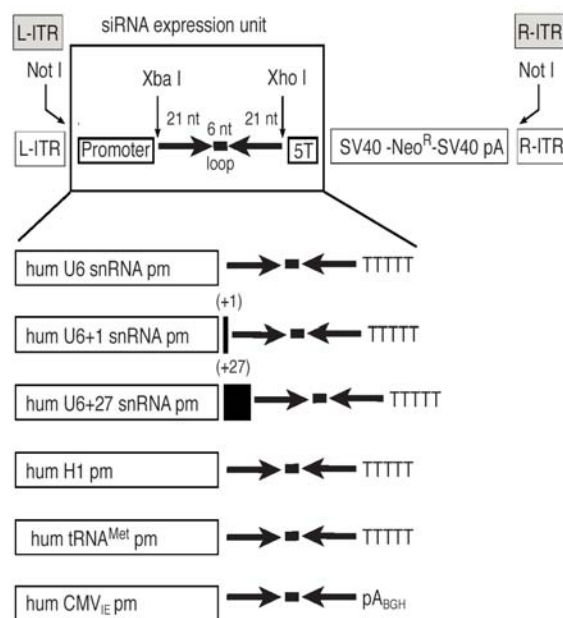 siRNA expression unit
L-ITR
R-ITR
Not I
Xba I
Xho I
Not I
21 nt
6 nt
21 nt
L-ITR
Promoter
loop
5T
SV40 -Neoᴿ-SV40 pA
R-ITR
hum U6 snRNA pm
TTTTT
(+1)
hum U6+1 snRNA pm
TTTTT
(+27)
hum U6+27 snRNA pm
TTTTT
hum H1 pm
TTTTT
hum tRNAᴹᵉᵗ pm
TTTTT
hum CMV_IE pm
pA_BGH